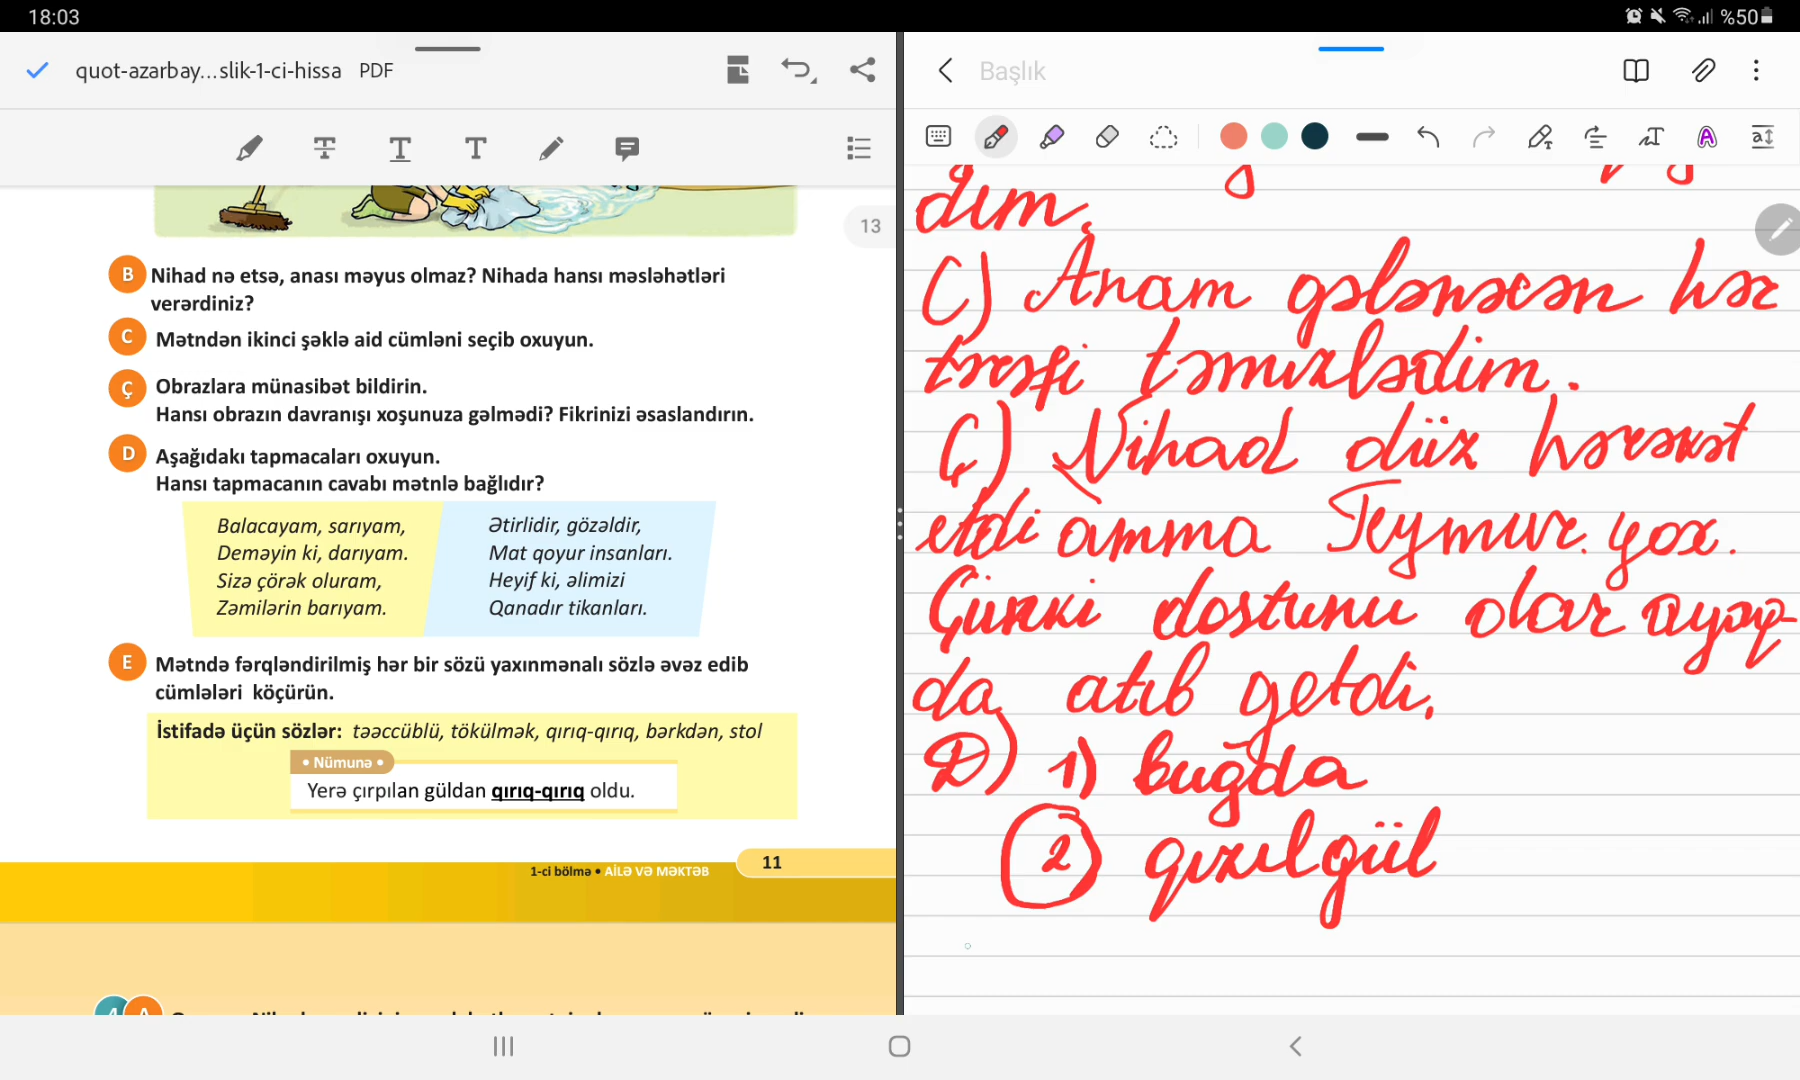 18:03
%50
quot-azarbay...slik-1-ci-hissa PDF
13
B Nihad nə etsə, anası məyus olmaz? Nihada hansı məsləhətləri
verərdiniz?
C Mətndən ikinci şəklə aid cümləni seçib oxuyun.
Ç Obrazlara münasibət bildirin.
Hansı obrazın davranışı xoşunuza gəlmədi? Fikrinizi əsaslandırın.
D Aşağıdakı tapmacaları oxuyun.
Hansı tapmacanın cavabı mətnlə bağlıdır?
Balacayam, sarıyam,
Deməyin ki, darıyam.
Sizə çörək oluram,
Zəmilərin barıyam.
Ətirlidir, gözəldir,
Mat qoyur insanları.
Heyif ki, əlimizi
Qanadır tikanları.
E Mətndə fərqləndirilmiş hər bir sözü yaxınmənalı sözlə əvəz edib
cümlələri köçürün.
İstifadə üçün sözlər: təəccüblü, tökülmək, qırıq-qırıq, bərkdən, stol
• Nümunə •
Yerə çırpılan güldan qırıq-qırıq oldu.
1-ci bölmə • AİLƏ VƏ MƏKTƏB
11
Başlık
dım.
C) Anam gələnəcən hər
tərəfi təmizlədim.
Ç) Nihad düz hərəkət
etdi amma Teymur yox.
Çünki dostunu dar ayaq-
da atıb getdi.
D) 1) buğda
2) qızılgül